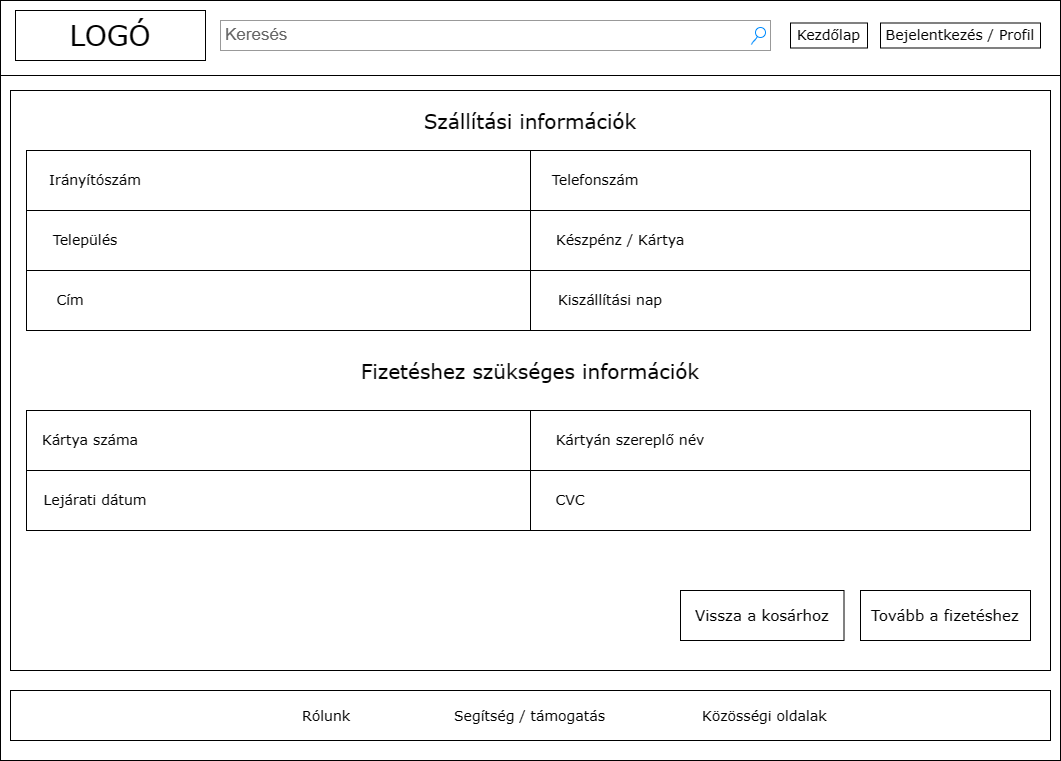 LOGÓ
Keresés
Kezdőlap
Bejelentkezés / Profil
Szállítási információk
Irányítószám
Telefonszám
Település
Készpénz / Kártya
Cím
Kiszállítási nap
Fizetéshez szükséges információk
Kártya száma
Kártyán szereplő név
Lejárati dátum
CVC
Vissza a kosárhoz
Tovább a fizetéshez
Rólunk
Segítség / támogatás
Közösségi oldalak